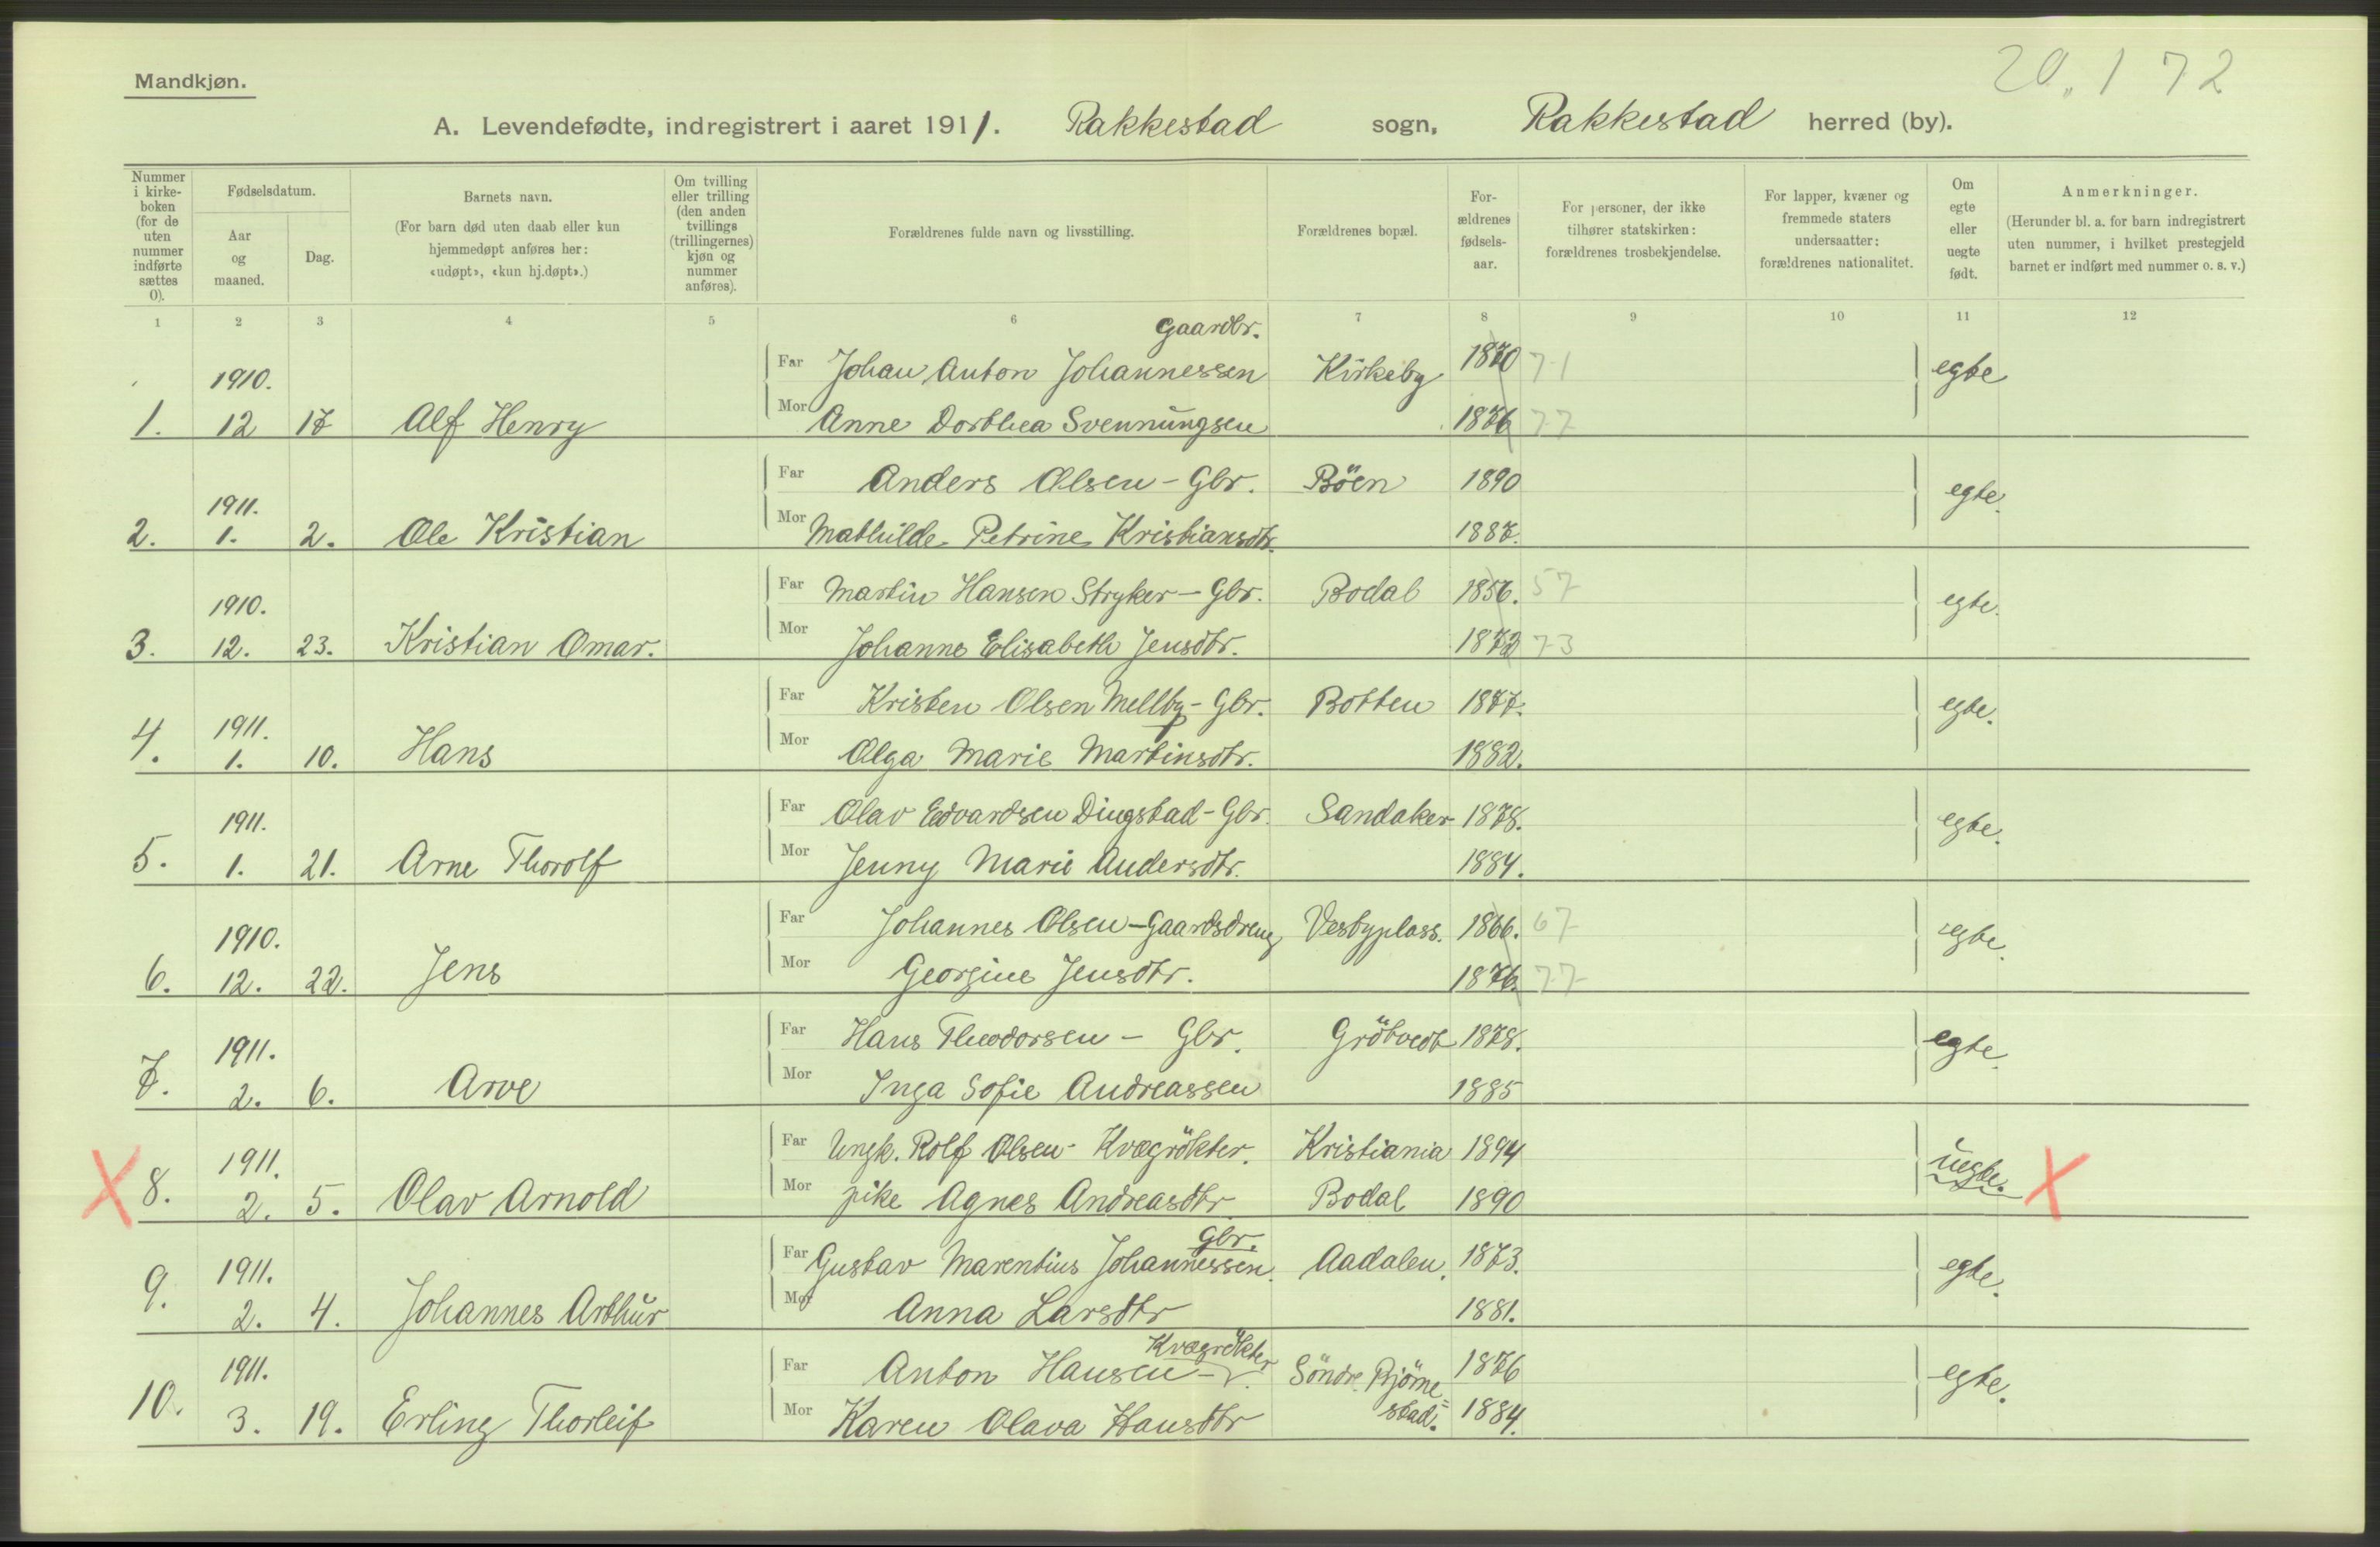 Mandkjøn.
20. 172
A. Levendefødte, indregistrert i aaret 1911. Rakkestad sogn, Rakkestad herred (by).
Nummer i kirkeboken (for de uten nummer indførte sættes 0).
Fødselsdatum.
Aar og maaned.
Dag.
Barnets navn.
(For barn død uten daab eller kun hjemmedøpt anføres her: «udøpt», «kun hj.døpt».)
Om tvilling eller trilling (den anden tvillings (trillingernes) kjøn og nummer anføres).
Forældrenes fulde navn og livsstilling.
Forældrenes bopæl.
Forældrenes fødselsaar.
For personer, der ikke tilhører statskirken: forældrenes trosbekjendelse.
For lapper, kvæner og fremmede staters undersaatter: forældrenes nationalitet.
Om egte eller uegte født.
Anmerkninger.
(Herunder bl. a. for barn indregistrert uten nummer, i hvilket prestegjeld barnet er indført med nummer o. s. v.)
1 2 3 4 5 6 7 8 9 10 11 12
Gaardbr.
1910. Far Johan Anton Johannessen Kirkeby 1870 71 egte
1. 12 17 Alf Henry Mor Anne Dorthea Svennungsen 1876 77
1911. Far Anders Olsen - Gbr. Böen 1890 egte.
2. 1. 2. Ole Kristian Mor Mathilde Petrine Kristiansdtr. 1887.
1910. Far Martin Hansen Stryker - Gbr. Bodal 1856. 57 egte.
3. 12. 23. Kristian Omar. Mor Johanne Elisabeth Jensdtr. 1872 73
1911. Far Kristen Olsen Mellby - Gbr. Botten 1877. egte.
4. 1. 10. Hans Mor Olga Marie Martinsdtr. 1882.
1911. Far Olav Edvardsen Dingstad - Gbr. Sandaker 1878. egte.
5. 1. 21. Arne Thorolf Mor Jenny Marie Andersdtr. 1884.
1910. Far Johannes Olsen - Gaardsdreng Vesbyplass. 1866. 67 egte.
6. 12. 22. Jens Mor Georgine Jensdtr. 1876. 77
1911. Far Hans Theodorsen - Gbr. Grötvedt 1878. egte.
7. 2. 6. Arve Mor Inga Sofie Andreassen 1885
1911. Far Ungk. Rolf Olsen - Kvægrökter. Kristiania 1894 uegte.
X 8. 2. 5. Olav Arnold Mor pike Agnes Andreasdtr. Bodal 1890 X
Gbr.
1911. Far Gustav Marentius Johannessen. Aadalen. 1873. egte.
9. 2. 4. Johannes Arthur Mor Anna Larsdtr 1881.
Kvægrökter
1911. Far Anton Hansen - Söndre Bjørne= 1876 egte.
10. 3. 19. Erling Thorleif Mor Karen Olava Hansdtr stad. 1884.